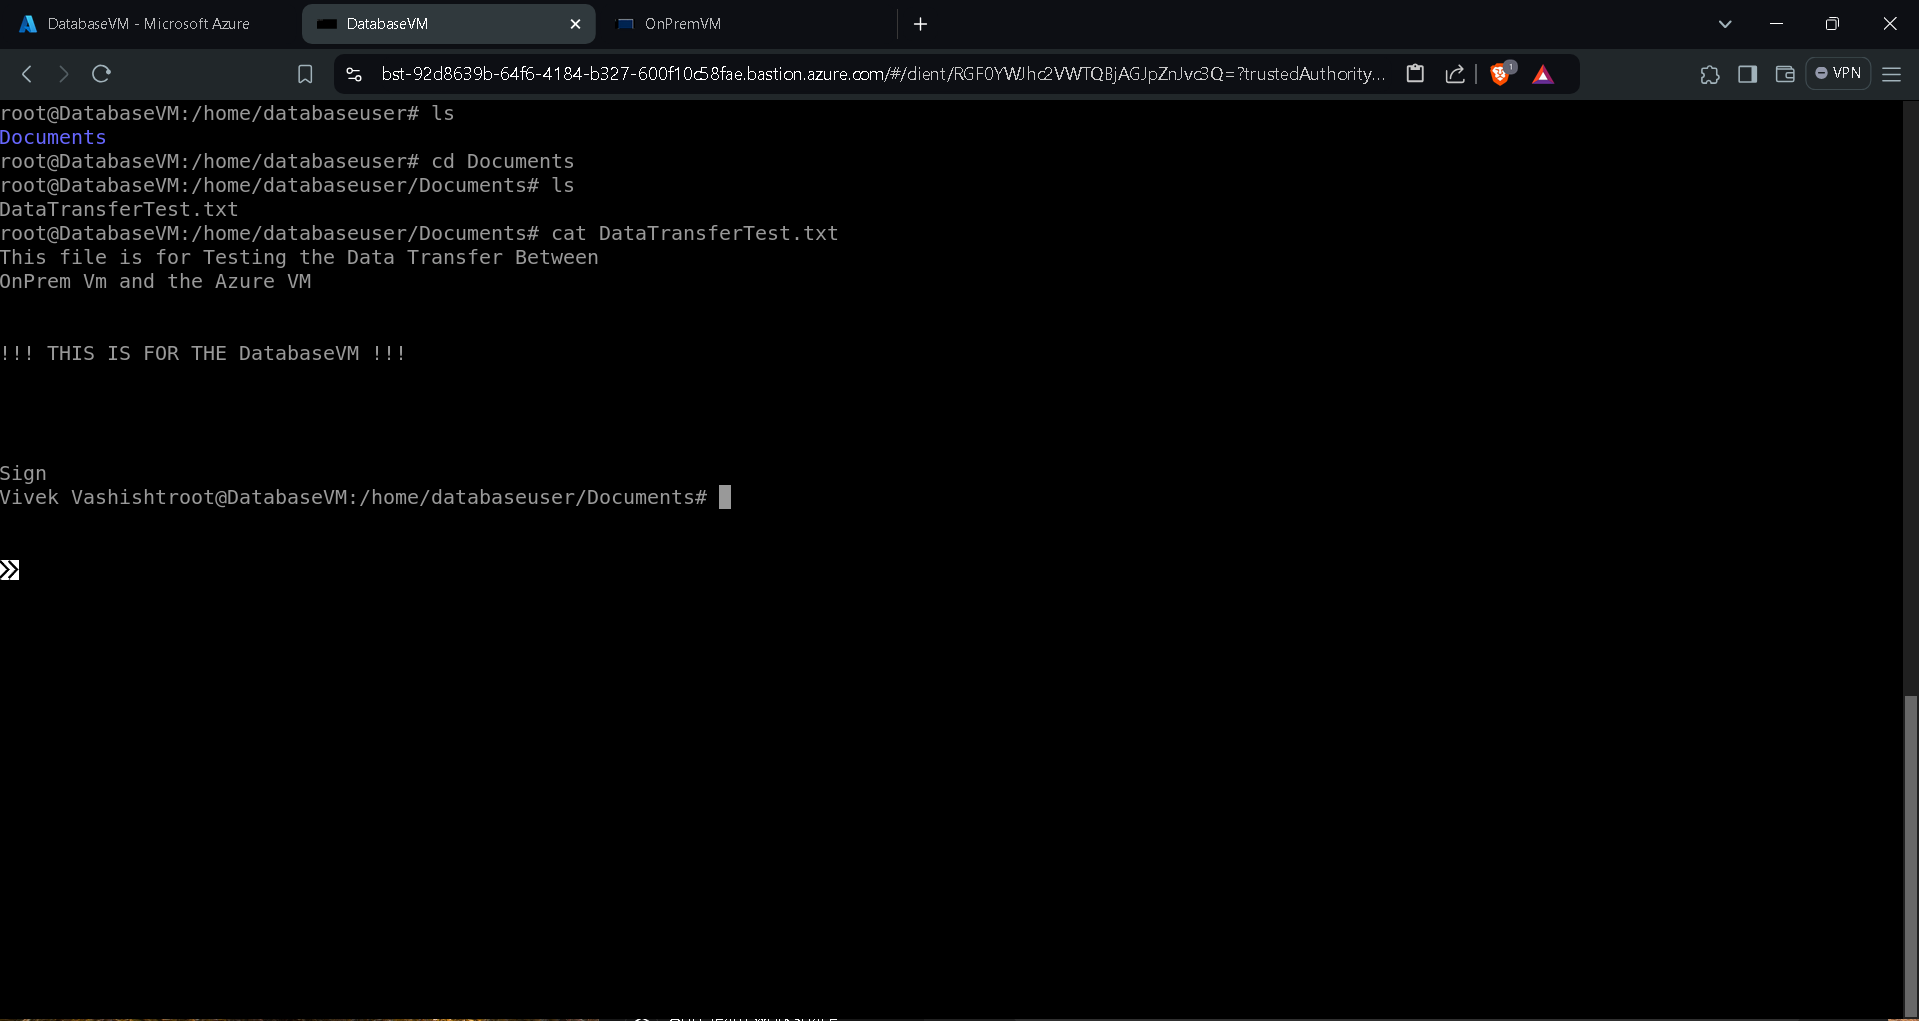 DatabaseVM - Microsoft Azure
DatabaseVM
OnPremVM
bst-92d8639b-64f6-4184-b327-600f10c58fae.bastion.azure.com/#/client/RGF0YWJhc2VWTQBjAGJpZnJvc3Q=?trustedAuthority...
1
VPN
root@DatabaseVM:/home/databaseuser# ls
Documents
root@DatabaseVM:/home/databaseuser# cd Documents
root@DatabaseVM:/home/databaseuser/Documents# ls
DataTransferTest.txt
root@DatabaseVM:/home/databaseuser/Documents# cat DataTransferTest.txt
This file is for Testing the Data Transfer Between
OnPrem Vm and the Azure VM
!!! THIS IS FOR THE DatabaseVM !!!
Sign
Vivek Vashishtroot@DatabaseVM:/home/databaseuser/Documents#